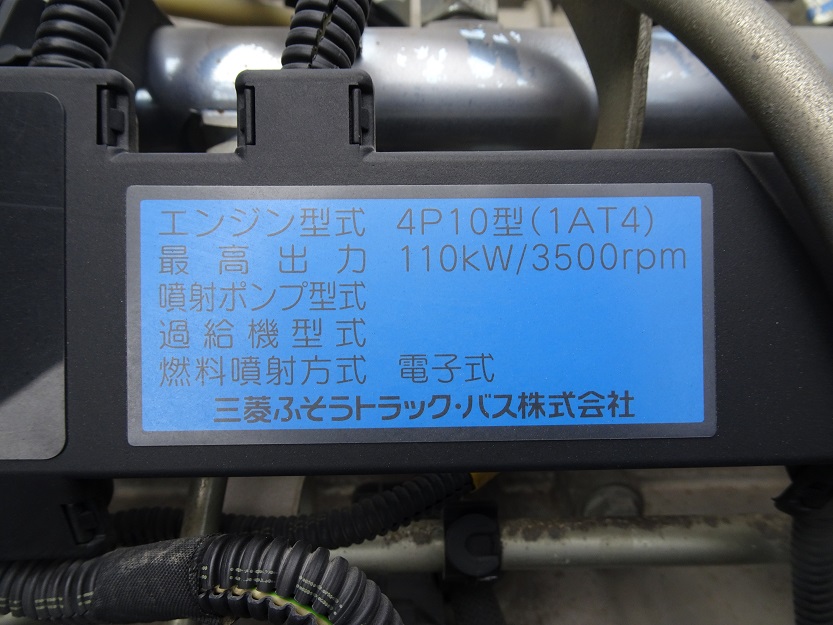 エンジン型式 4P10型(1AT4)
最高出力 110kW/3500rpm
噴射ポンプ型式
過給機型式
燃料噴射方式 電子式
三菱ふそうトラック・バス株式会社